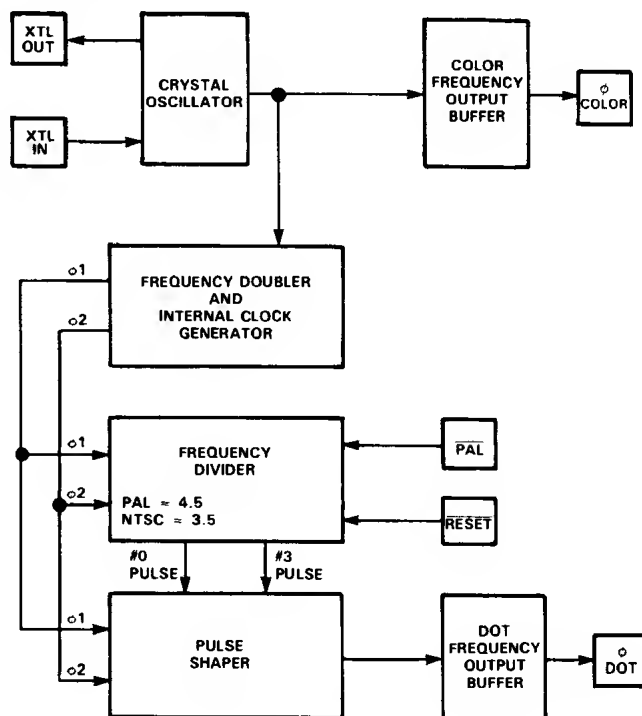 XTL
OUT
CRYSTAL
OSCILLATOR
COLOR
FREQUENCY
OUTPUT
BUFFER
φ
COLOR
XTL
IN
φ1
φ2
FREQUENCY DOUBLER
AND
INTERNAL CLOCK
GENERATOR
φ1
φ2
FREQUENCY
DIVIDER
PAL = 4.5
NTSC = 3.5
PAL
RESET
#0
PULSE
#3
PULSE
φ1
φ2
PULSE
SHAPER
DOT
FREQUENCY
OUTPUT
BUFFER
φ
DOT